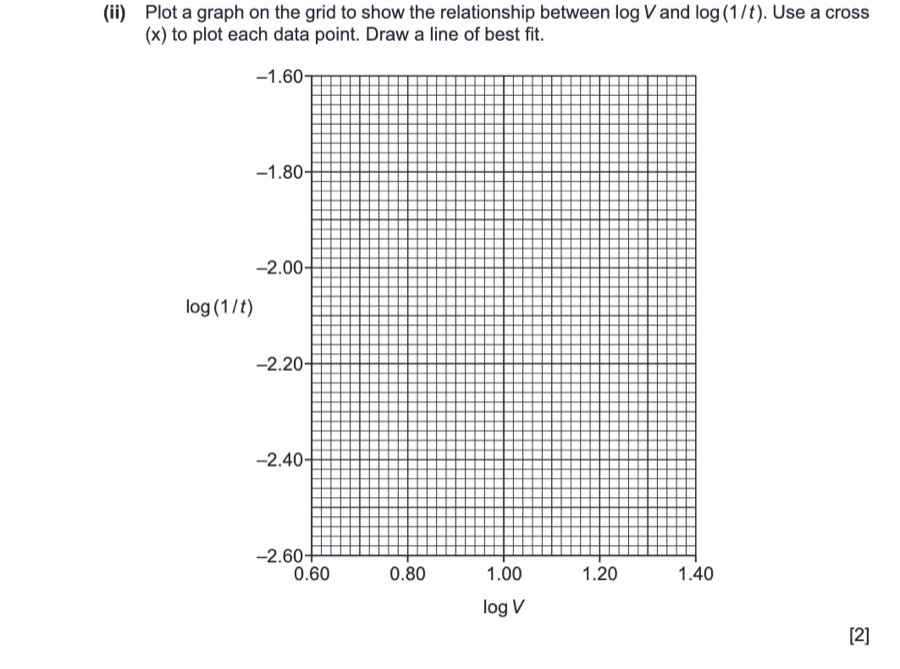 (ii) Plot a graph on the grid to show the relationship between log V and log (1/t). Use a cross
(x) to plot each data point. Draw a line of best fit.
–1.60
–1.80
–2.00
log (1/t)
–2.20
–2.40
–2.60
0.60 0.80 1.00 1.20 1.40
log V
[2]